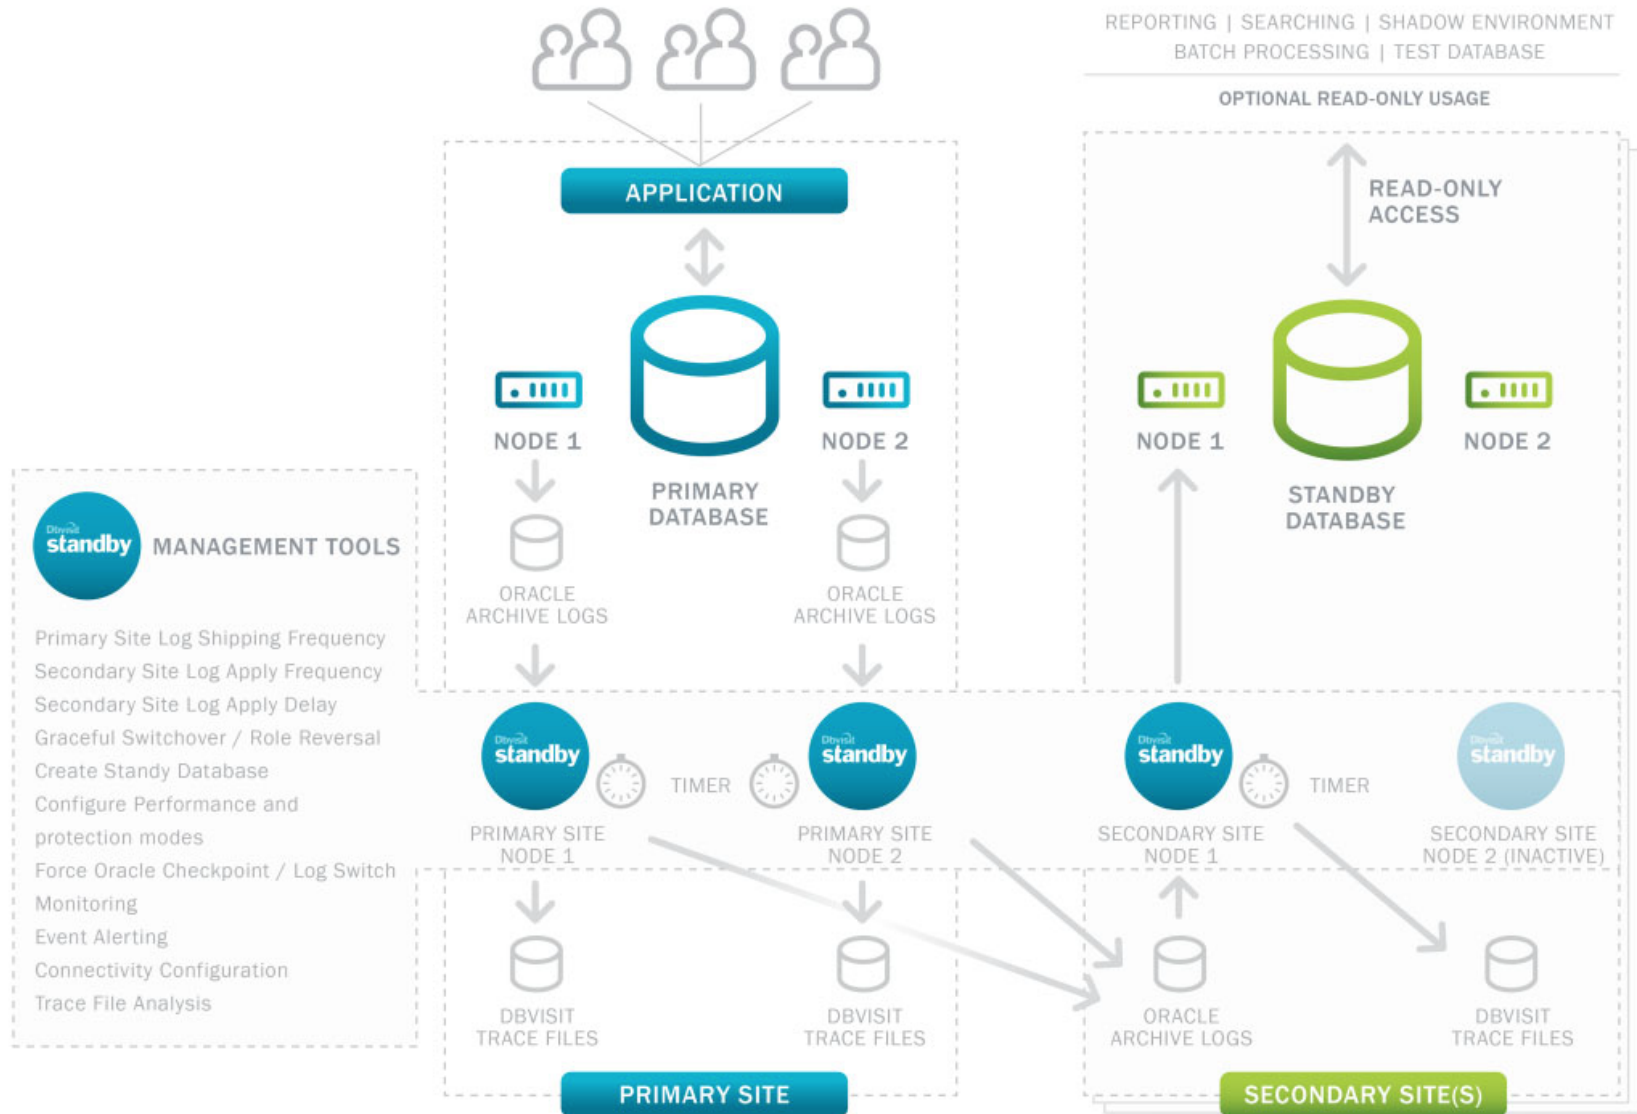 REPORTING | SEARCHING | SHADOW ENVIRONMENT
BATCH PROCESSING | TEST DATABASE
OPTIONAL READ-ONLY USAGE
APPLICATION
READ-ONLY
ACCESS
NODE 1
NODE 2
PRIMARY
DATABASE
NODE 1
NODE 2
STANDBY
DATABASE
ORACLE
ARCHIVE LOGS
ORACLE
ARCHIVE LOGS
Dbvisit
standby
MANAGEMENT TOOLS
Primary Site Log Shipping Frequency
Secondary Site Log Apply Frequency
Secondary Site Log Apply Delay
Graceful Switchover / Role Reversal
Create Standy Database
Configure Performance and
protection modes
Force Oracle Checkpoint / Log Switch
Monitoring
Event Alerting
Connectivity Configuration
Trace File Analysis
Dbvisit
standby
TIMER
Dbvisit
standby
Dbvisit
standby
TIMER
Dbvisit
standby
PRIMARY SITE
NODE 1
PRIMARY SITE
NODE 2
SECONDARY SITE
NODE 1
SECONDARY SITE
NODE 2 (INACTIVE)
DBVISIT
TRACE FILES
DBVISIT
TRACE FILES
ORACLE
ARCHIVE LOGS
DBVISIT
TRACE FILES
PRIMARY SITE
SECONDARY SITE(S)